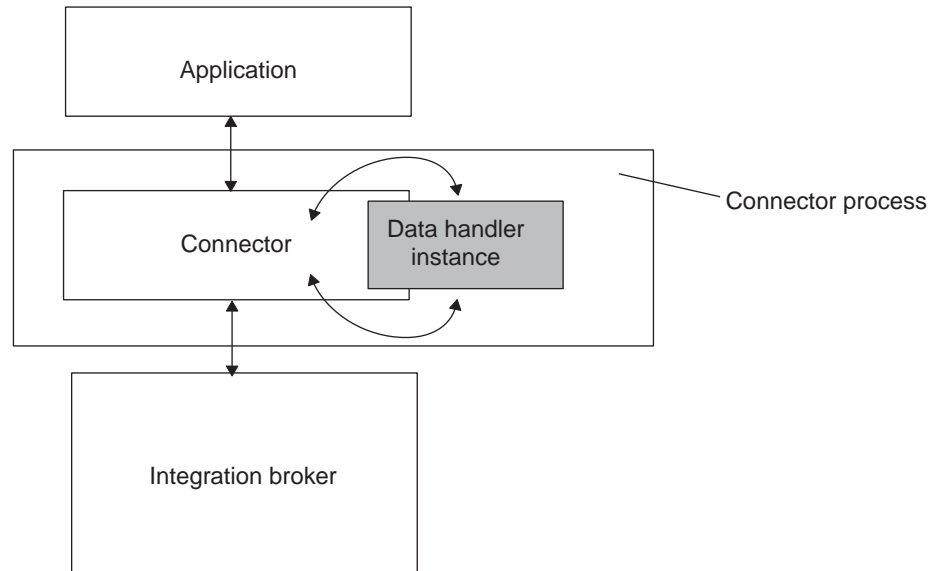 Application
Connector process
Connector
Data handler
instance
Integration broker